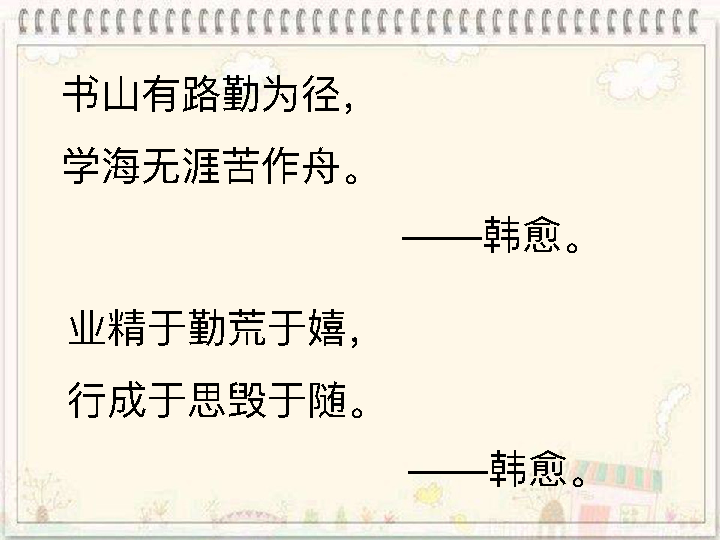 书山有路勤为径，
学海无涯苦作舟。
——韩愈。
业精于勤荒于嬉，
行成于思毁于随。
——韩愈。